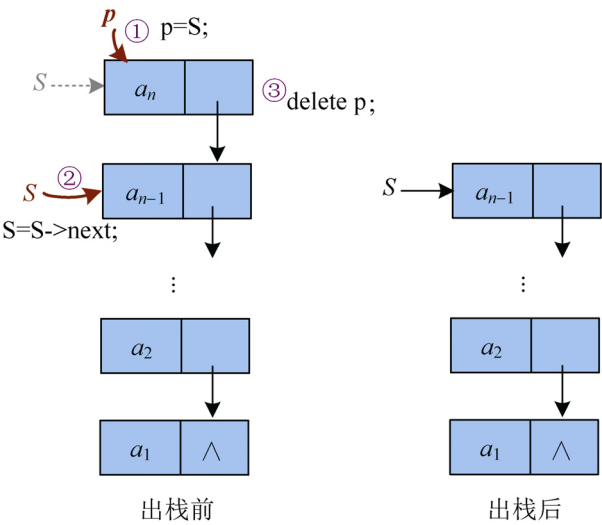 p ① p=S;
S aₙ ③ delete p;
S ② aₙ₋₁
S=S->next;
⋮
a₂
a₁ ∧
出栈前
S aₙ₋₁
⋮
a₂
a₁ ∧
出栈后